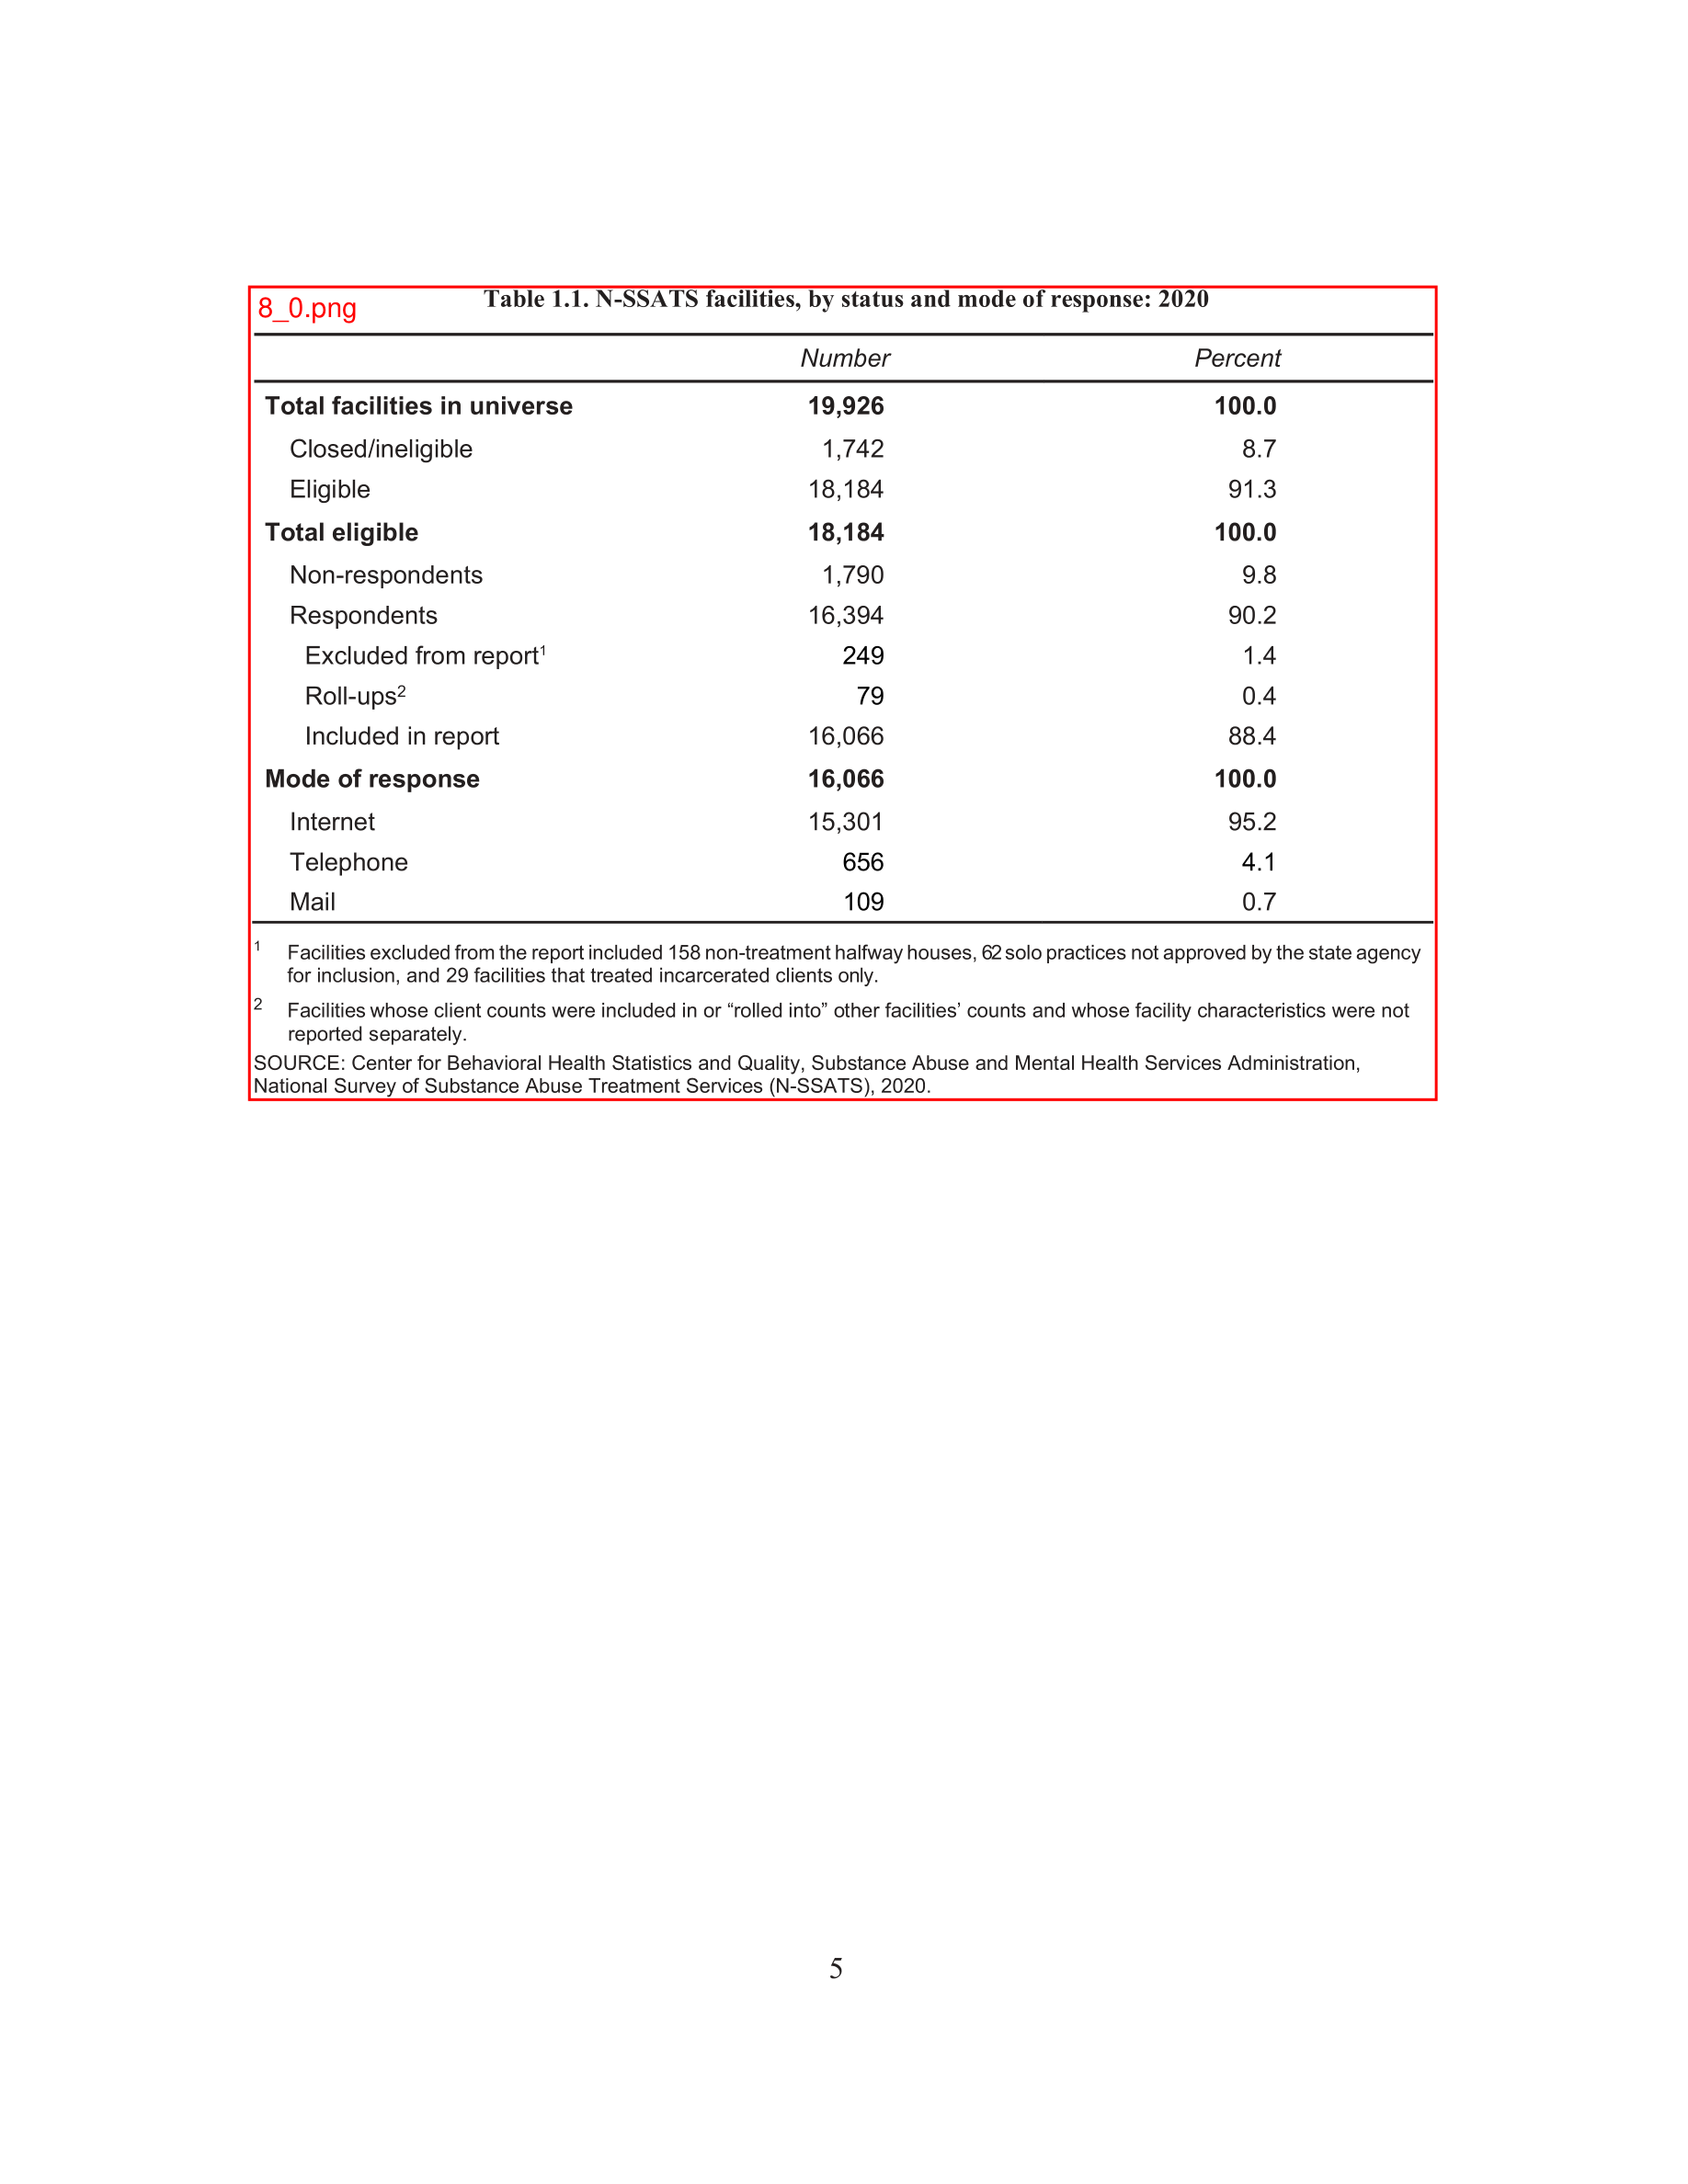 8_0.png
Table 1.1. N-SSATS facilities, by status and mode of response: 2020
Number Percent
Total facilities in universe 19,926 100.0
Closed/ineligible 1,742 8.7
Eligible 18,184 91.3
Total eligible 18,184 100.0
Non-respondents 1,790 9.8
Respondents 16,394 90.2
Excluded from report¹ 249 1.4
Roll-ups² 79 0.4
Included in report 16,066 88.4
Mode of response 16,066 100.0
Internet 15,301 95.2
Telephone 656 4.1
Mail 109 0.7
1 Facilities excluded from the report included 158 non-treatment halfway houses, 62 solo practices not approved by the state agency
for inclusion, and 29 facilities that treated incarcerated clients only.
2 Facilities whose client counts were included in or “rolled into” other facilities’ counts and whose facility characteristics were not
reported separately.
SOURCE: Center for Behavioral Health Statistics and Quality, Substance Abuse and Mental Health Services Administration,
National Survey of Substance Abuse Treatment Services (N-SSATS), 2020.
5